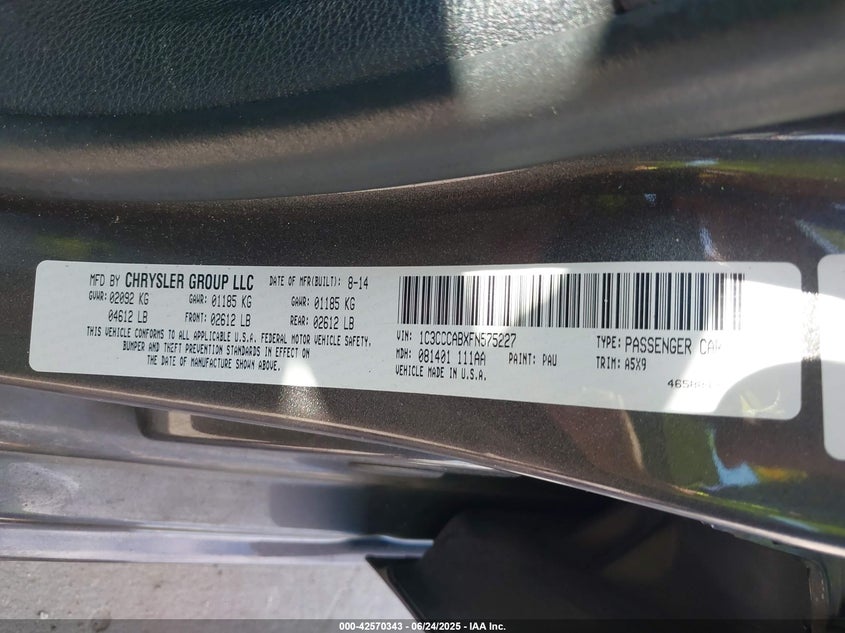 MFD BY CHRYSLER GROUP LLC DATE OF MFR(BUILT): 8-14
GVWR: 02092 KG GAWR: 01185 KG GAWR: 01185 KG
04612 LB FRONT: 02612 LB REAR: 02612 LB
THIS VEHICLE CONFORMS TO ALL APPLICABLE U.S.A. FEDERAL MOTOR VEHICLE SAFETY,
BUMPER AND THEFT PREVENTION STANDARDS IN EFFECT ON
THE DATE OF MANUFACTURE SHOWN ABOVE.
VIN: 1C3CCCABXFN575227 TYPE: PASSENGER CAR
MDH: 081401 111AA PAINT: PAU TRIM: A5X9
VEHICLE MADE IN U.S.A.
000-42570343 - 06/24/2025 - IAA Inc.